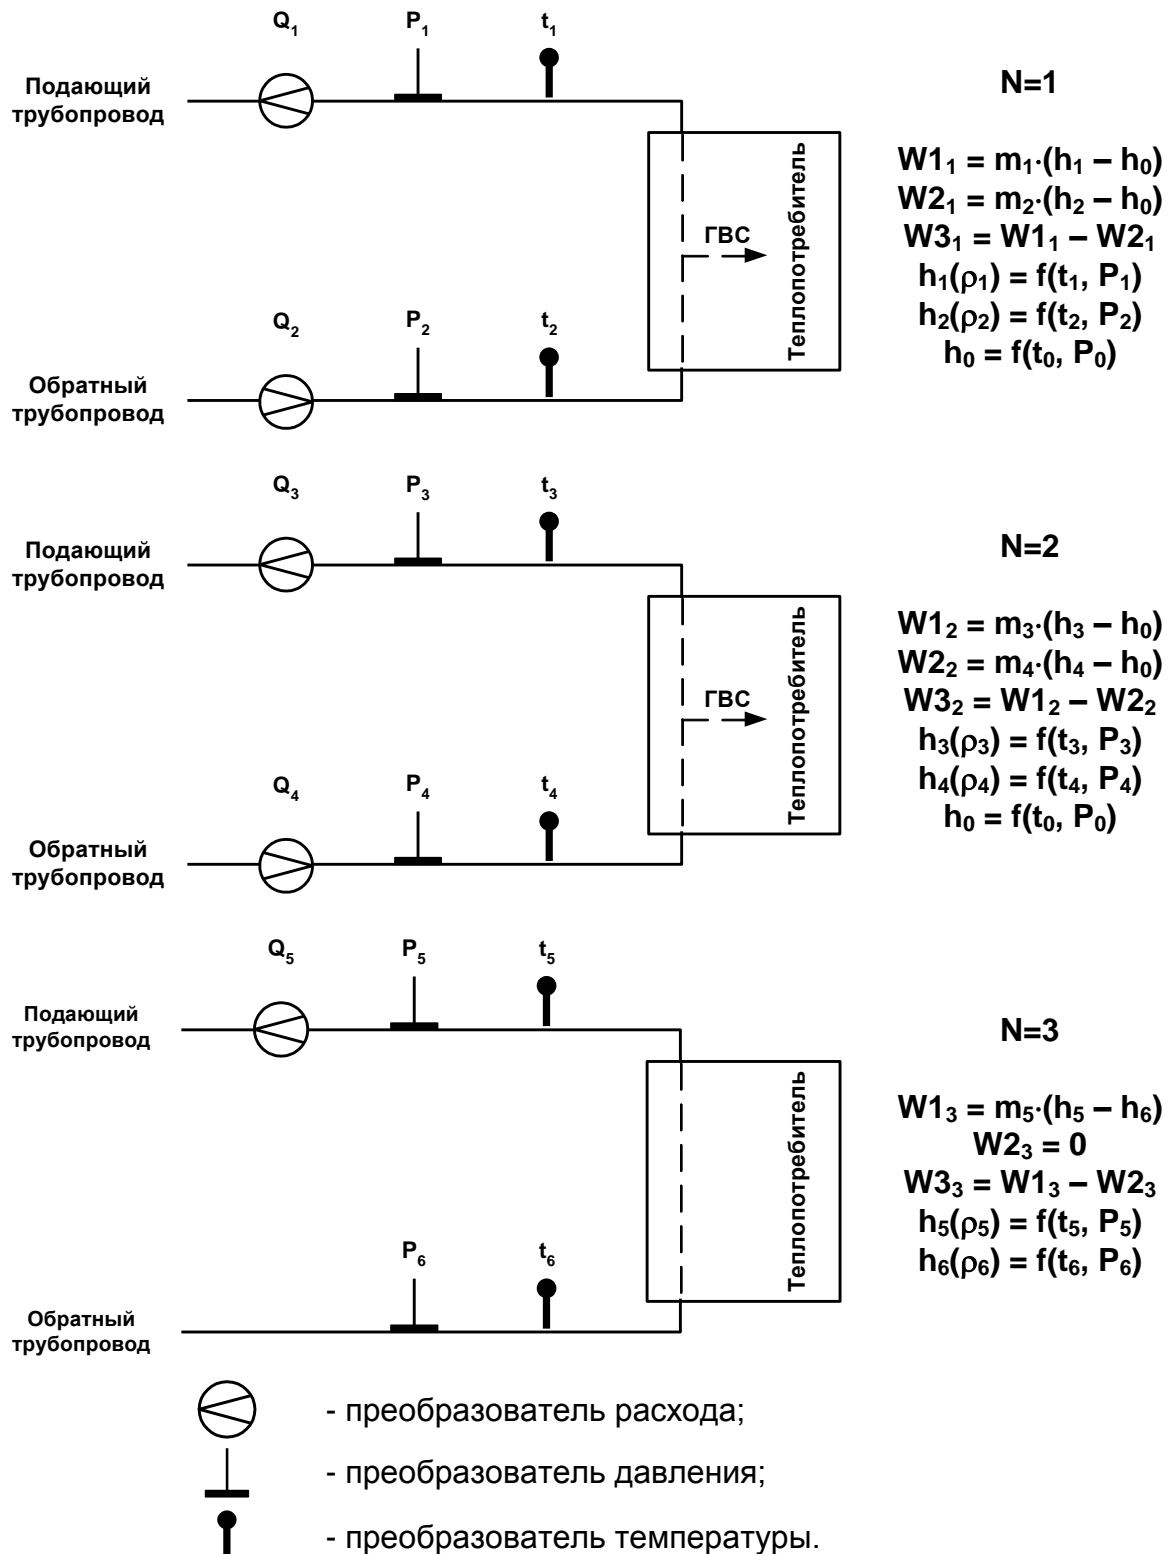 Q₁ P₁ t₁
Подающий
трубопровод
N=1
W1₁ = m₁·(h₁ – h₀)
W2₁ = m₂·(h₂ – h₀)
W3₁ = W1₁ – W2₁
h₁(ρ₁) = f(t₁, P₁)
h₂(ρ₂) = f(t₂, P₂)
h₀ = f(t₀, P₀)
ГВС
Теплопотребитель
Q₂ P₂ t₂
Обратный
трубопровод
Q₃ P₃ t₃
Подающий
трубопровод
N=2
W1₂ = m₃·(h₃ – h₀)
W2₂ = m₄·(h₄ – h₀)
W3₂ = W1₂ – W2₂
h₃(ρ₃) = f(t₃, P₃)
h₄(ρ₄) = f(t₄, P₄)
h₀ = f(t₀, P₀)
ГВС
Теплопотребитель
Q₄ P₄ t₄
Обратный
трубопровод
Q₅ P₅ t₅
Подающий
трубопровод
N=3
W1₃ = m₅·(h₅ – h₆)
W2₃ = 0
W3₃ = W1₃ – W2₃
h₅(ρ₅) = f(t₅, P₅)
h₆(ρ₆) = f(t₆, P₆)
Теплопотребитель
P₆ t₆
Обратный
трубопровод
- преобразователь расхода;
- преобразователь давления;
- преобразователь температуры.